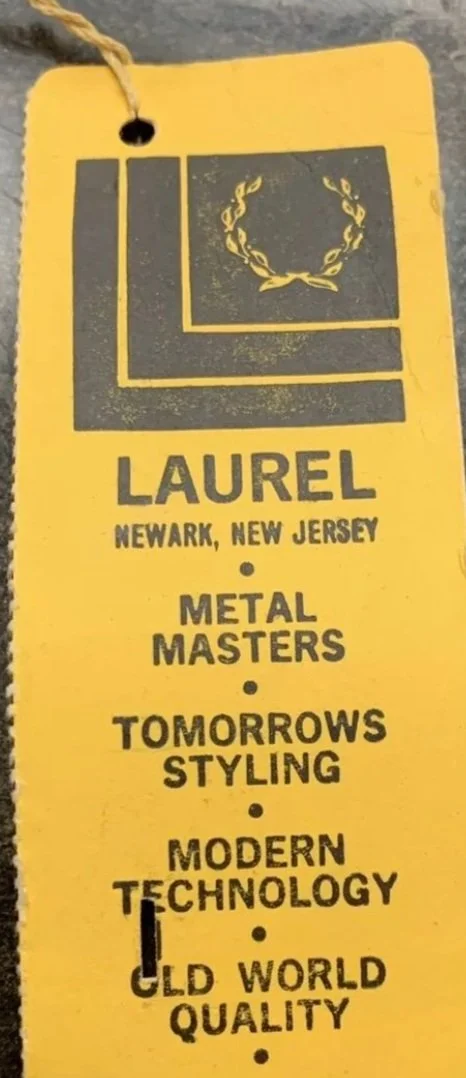 LAUREL
NEWARK, NEW JERSEY
•
METAL
MASTERS
•
TOMORROWS
STYLING
•
MODERN
TECHNOLOGY
•
OLD WORLD
QUALITY
•